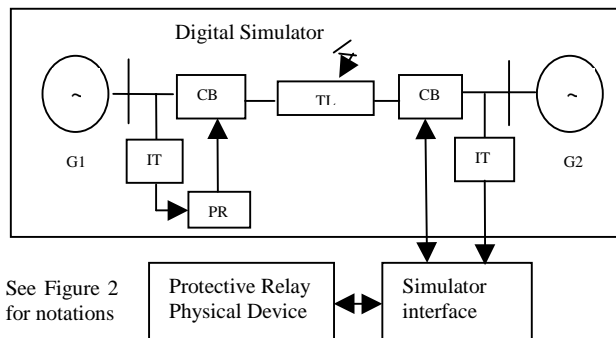 Digital Simulator
~
CB
TL
CB
~
G1
IT
IT
G2
PR
See Figure 2
for notations
Protective Relay
Physical Device
Simulator
interface